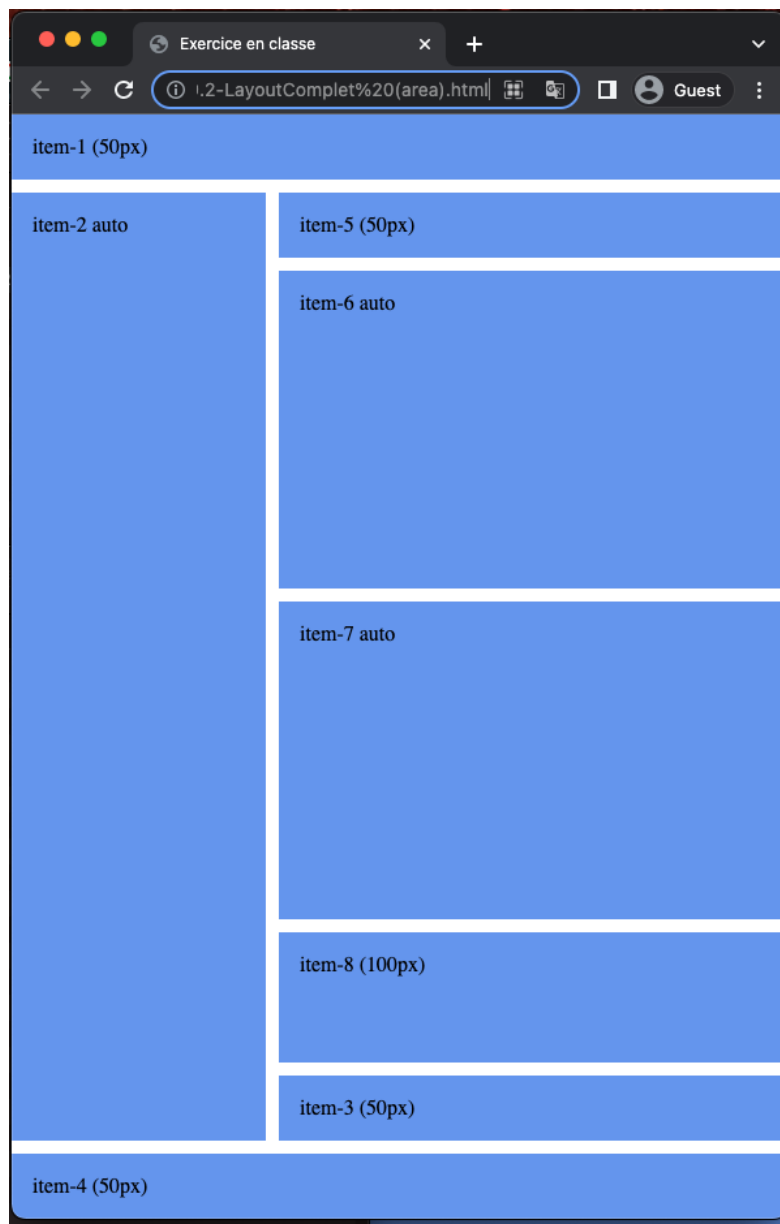 Exercice en classe
.2-LayoutComplet%20(area).html
Guest
item-1 (50px)
item-2 auto
item-5 (50px)
item-6 auto
item-7 auto
item-8 (100px)
item-3 (50px)
item-4 (50px)